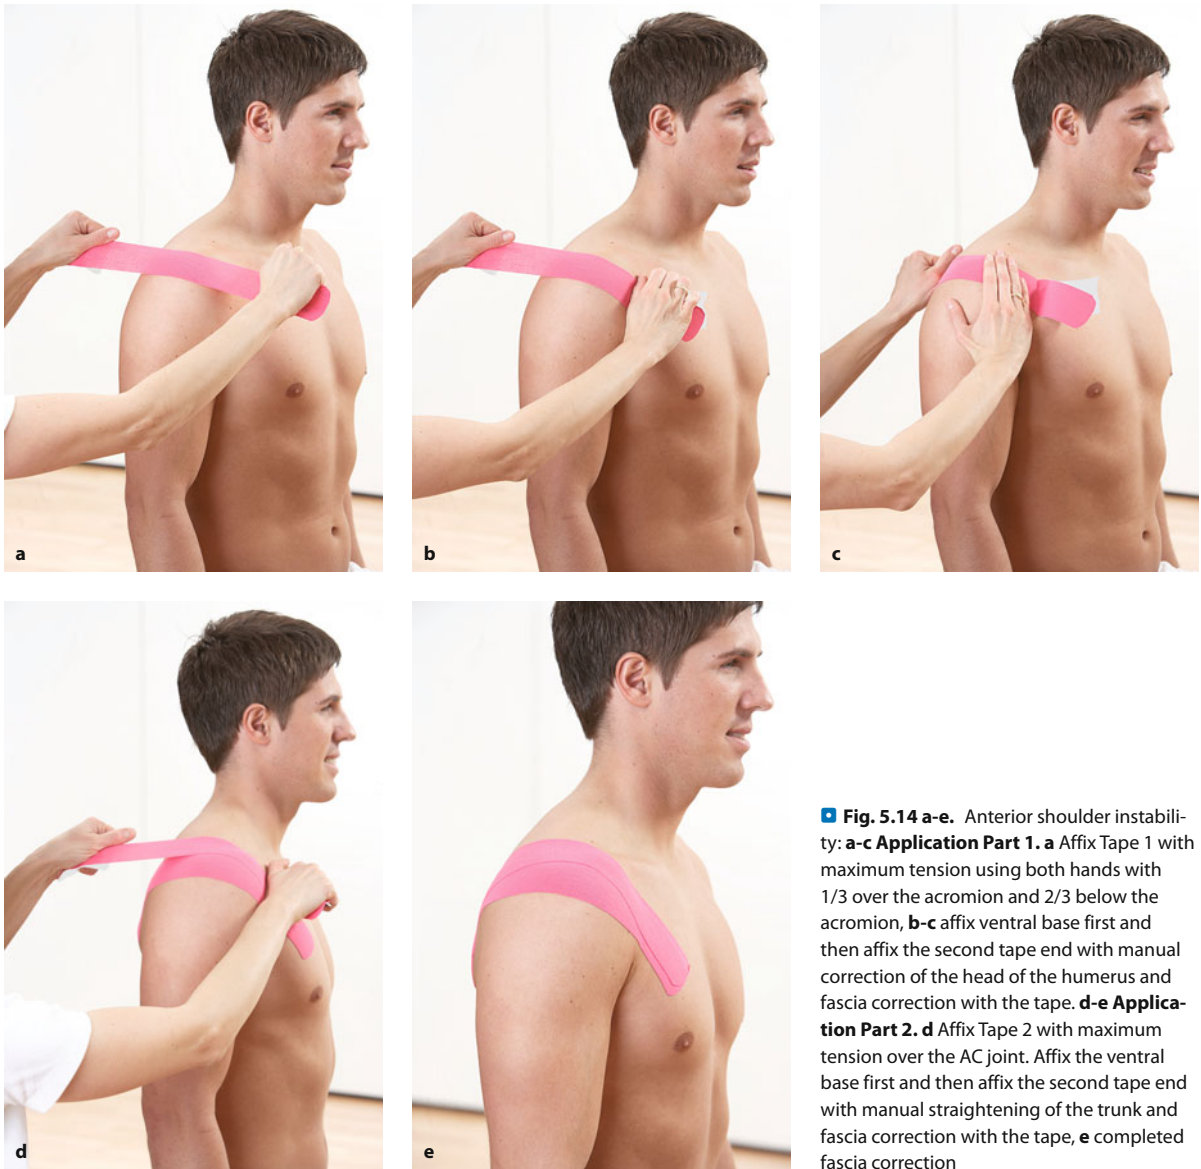 a
b
c
d
e
Fig. 5.14 a-e. Anterior shoulder instabili-
ty: a-c Application Part 1. a Affix Tape 1 with
maximum tension using both hands with
1/3 over the acromion and 2/3 below the
acromion, b-c affix ventral base first and
then affix the second tape end with manual
correction of the head of the humerus and
fascia correction with the tape. d-e Applica-
tion Part 2. d Affix Tape 2 with maximum
tension over the AC joint. Affix the ventral
base first and then affix the second tape end
with manual straightening of the trunk and
fascia correction with the tape, e completed
fascia correction